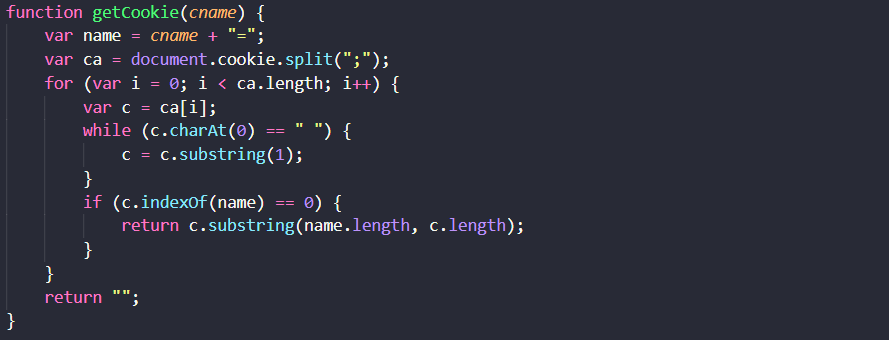 function getCookie(cname) {
    var name = cname + "=";
    var ca = document.cookie.split(";");
    for (var i = 0; i < ca.length; i++) {
        var c = ca[i];
        while (c.charAt(0) == " ") {
            c = c.substring(1);
        }
        if (c.indexOf(name) == 0) {
            return c.substring(name.length, c.length);
        }
    }
    return "";
}